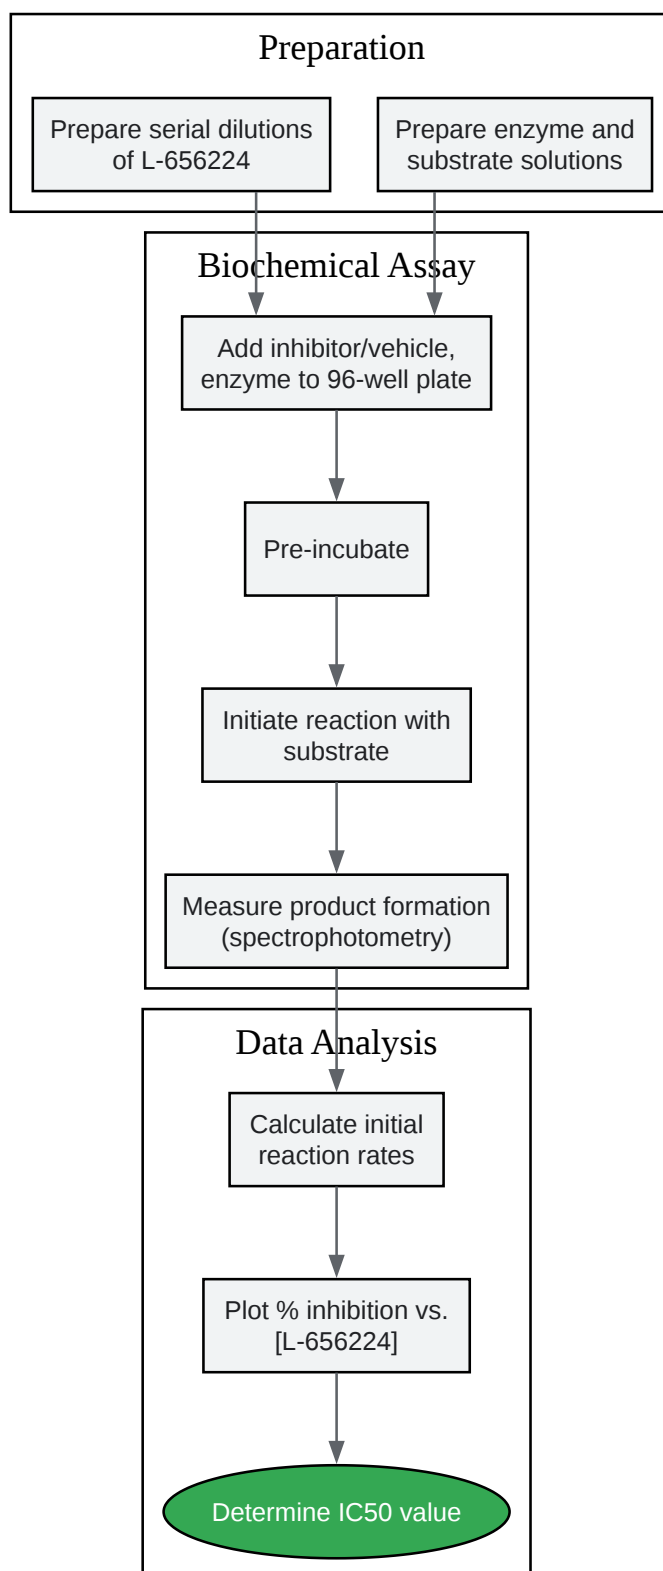 Preparation
Prepare serial dilutions
of L-656224
Prepare enzyme and
substrate solutions
Biochemical Assay
Add inhibitor/vehicle,
enzyme to 96-well plate
Pre-incubate
Initiate reaction with
substrate
Measure product formation
(spectrophotometry)
Data Analysis
Calculate initial
reaction rates
Plot % inhibition vs.
[L-656224]
Determine IC50 value